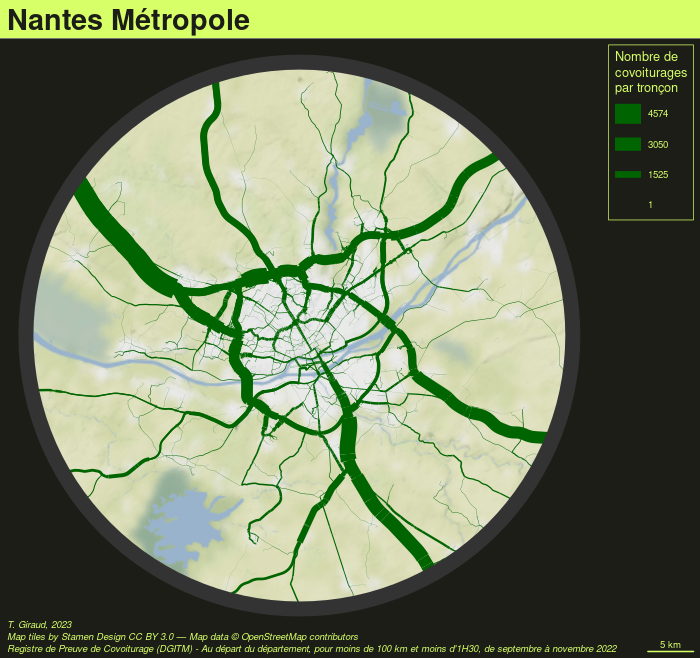 Nantes Métropole
Nombre de
covoiturages
par tronçon
4574
3050
1525
1
T. Giraud, 2023
Map tiles by Stamen Design CC BY 3.0 — Map data © OpenStreetMap contributors
Registre de Preuve de Covoiturage (DGITM) - Au départ du département, pour moins de 100 km et moins d'1H30, de septembre à novembre 2022
5 km